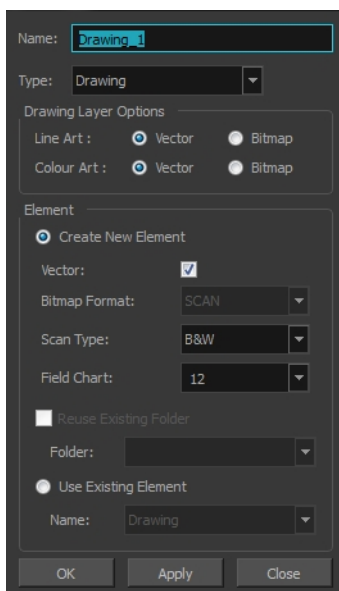 Name: Drawing_1
Type: Drawing
Drawing Layer Options
Line Art : Vector Bitmap
Colour Art : Vector Bitmap
Element
Create New Element
Vector:
Bitmap Format: SCAN
Scan Type: B&W
Field Chart: 12
Reuse Existing Folder
Folder:
Use Existing Element
Name: Drawing
OK Apply Close